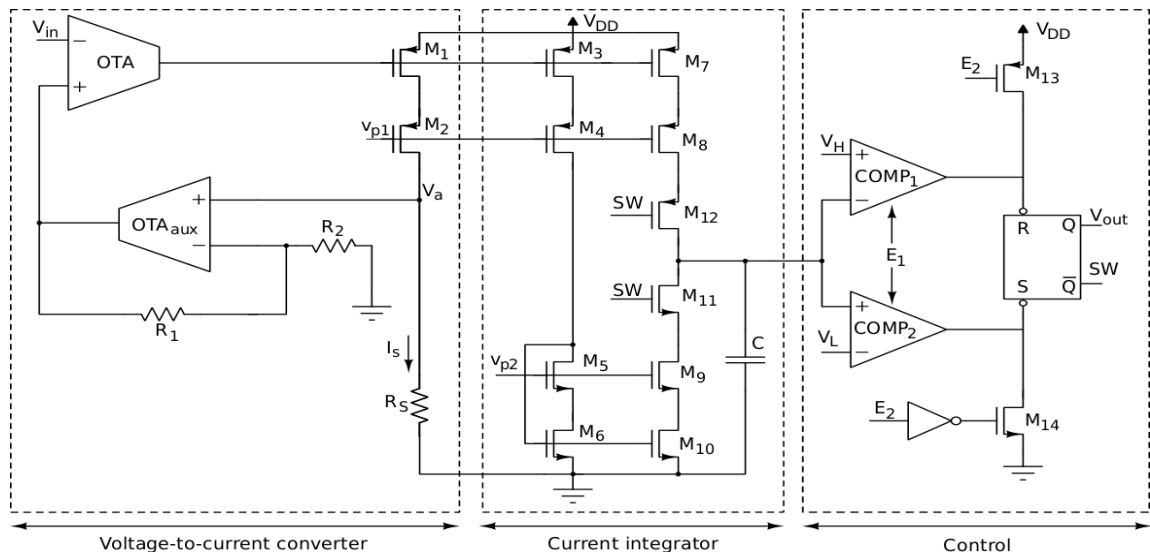 V_in
OTA
M_1
V_DD
M_3
M_7
E_2
V_DD
M_13
v_p1
M_2
M_4
M_8
V_H
COMP_1
V_a
OTA_aux
R_2
SW
M_12
R
Q
V_out
E_1
SW
M_11
S
Q̅
SW
R_1
I_s
C
V_L
COMP_2
v_p2
M_5
M_9
R_S
M_6
M_10
E_2
M_14
Voltage-to-current converter
Current integrator
Control